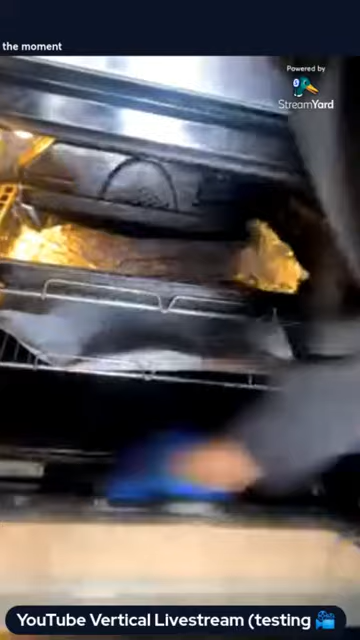 the moment
Powered by
StreamYard
YouTube Vertical Livestream (testing 🎦